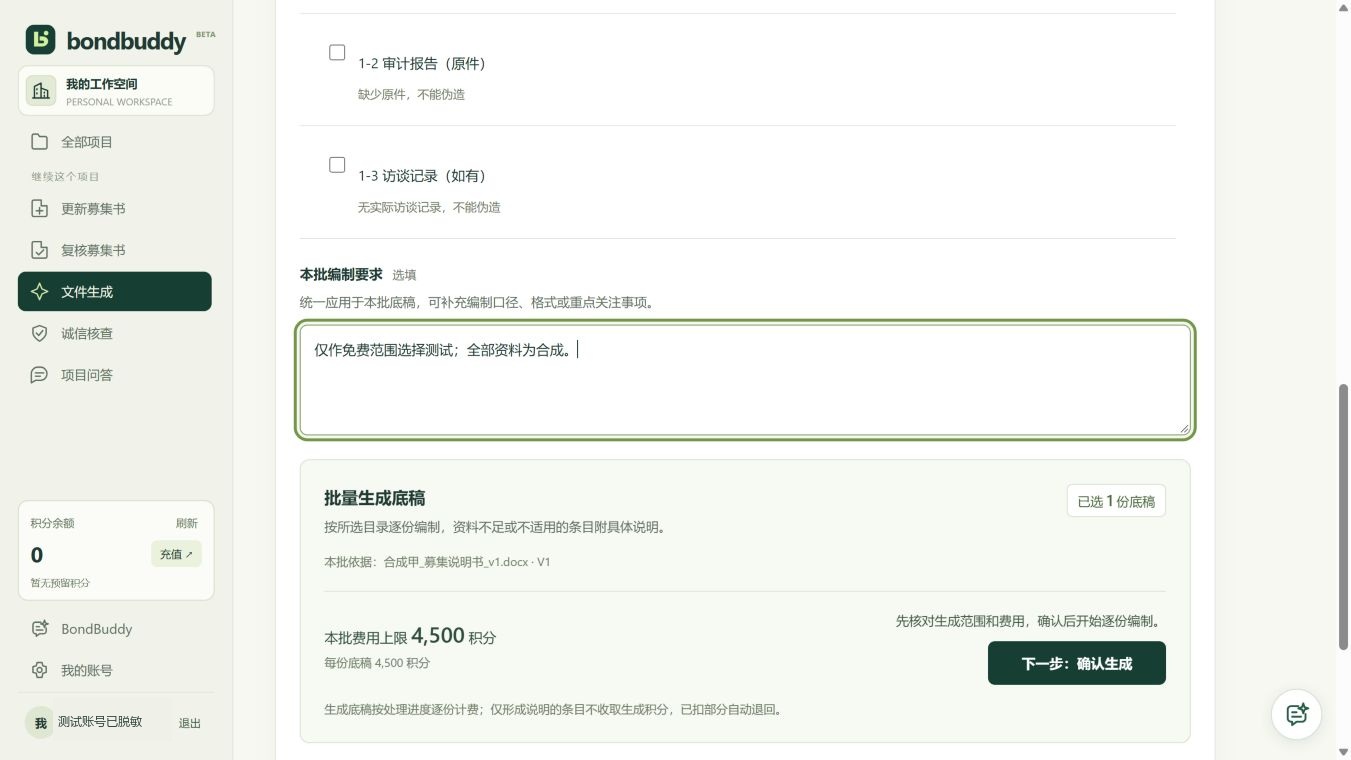 bondbuddy BETA
我的工作空间
PERSONAL WORKSPACE
全部项目
继续这个项目
更新募集书
复核募集书
文件生成
诚信核查
项目问答
积分余额 刷新
0 充值 ↗
暂无预留积分
BondBuddy
我的账号
我 测试账号已脱敏 退出
1-2 审计报告（原件）
缺少原件，不能伪造
1-3 访谈记录（如有）
无实际访谈记录，不能伪造
本批编制要求 选填
统一应用于本批底稿，可补充编制口径、格式或重点关注事项。
仅作免费范围选择测试；全部资料为合成。
批量生成底稿 已选 1 份底稿
按所选目录逐份编制，资料不足或不适用的条目附具体说明。
本批依据：合成甲_募集说明书_v1.docx · V1
本批费用上限 4,500 积分
每份底稿 4,500 积分
先核对生成范围和费用，确认后开始逐份编制。
下一步：确认生成
生成底稿按处理进度逐份计费；仅形成说明的条目不收取生成积分，已扣部分自动退回。